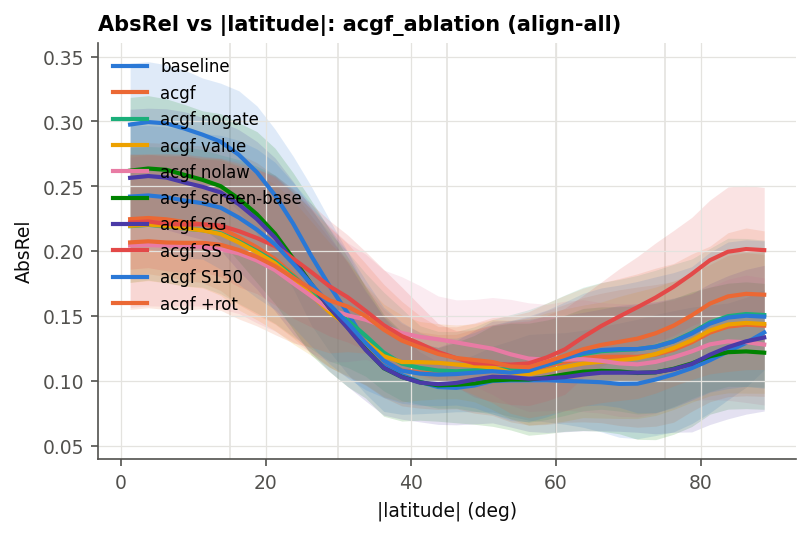 AbsRel vs |latitude|: acgf_ablation (align-all)
0.35
0.30
0.25
0.20
0.15
0.10
0.05
AbsRel
baseline
acgf
acgf nogate
acgf value
acgf nolaw
acgf screen-base
acgf GG
acgf SS
acgf S150
acgf +rot
0 20 40 60 80
|latitude| (deg)